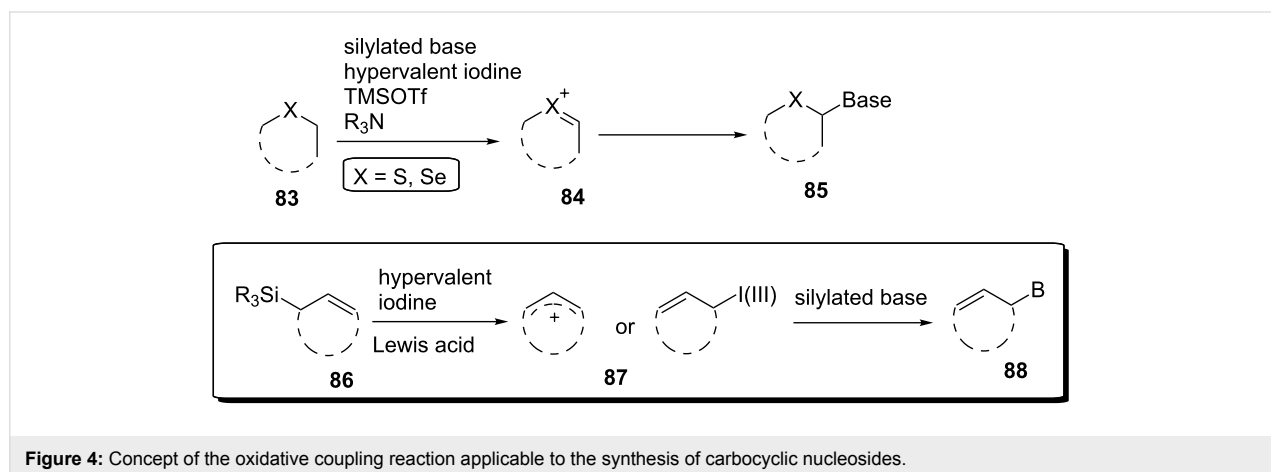 silylated base
hypervalent iodine
TMSOTf
R₃N
X
X = S, Se
83
X⁺
84
X
Base
85
R₃Si
86
hypervalent
iodine
Lewis acid
+
or
I(III)
87
silylated base
B
88
Figure 4: Concept of the oxidative coupling reaction applicable to the synthesis of carbocyclic nucleosides.